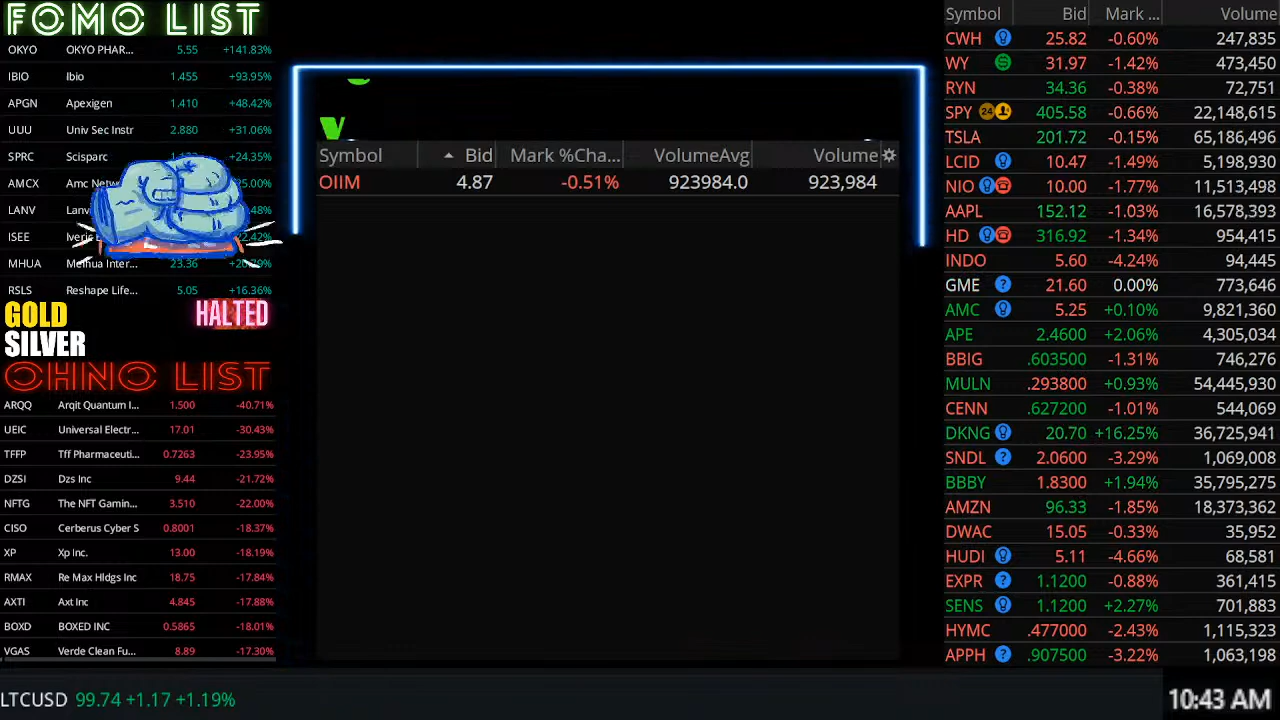 FOMO LIST
OKYO OKYO PHAR... 5.55 +141.83%
IBIO Ibio 1.455 +93.95%
APGN Apexigen 1.410 +48.42%
UUU Univ Sec Instr 2.880 +31.06%
SPRC Scisparc +24.35%
AMCX Amc Netw
LANV
ISEE
MHUA Meihua Inter... 23.36
RSLS Reshape Life... 5.05 +16.36%
GOLD
HALTED
SILVER
OHNO LIST
ARQQ Arqit Quantum I... 1.500 -40.71%
UEIC Universal Electr... 17.01 -30.43%
TFFP Tff Pharmaceuti... 0.7263 -23.95%
DZSI Dzs Inc 9.44 -21.72%
NFTG The NFT Gamin... 3.510 -22.00%
CISO Cerberus Cyber S 0.8001 -18.37%
XP Xp Inc. 13.00 -18.19%
RMAX Re Max Hldgs Inc 18.75 -17.84%
AXTI Axt Inc 4.845 -17.88%
BOXD BOXED INC 0.5865 -18.01%
VGAS Verde Clean Fu... 8.89 -17.30%
Symbol Bid Mark %Cha... VolumeAvg Volume
OIIM 4.87 -0.51% 923984.0 923,984
Symbol Bid Mark ... Volume
CWH 25.82 -0.60% 247,835
WY 31.97 -1.42% 473,450
RYN 34.36 -0.38% 72,751
SPY 24 405.58 -0.66% 22,148,615
TSLA 201.72 -0.15% 65,186,496
LCID 10.47 -1.49% 5,198,930
NIO 10.00 -1.77% 11,513,498
AAPL 152.12 -1.03% 16,578,393
HD 316.92 -1.34% 954,415
INDO 5.60 -4.24% 94,445
GME ? 21.60 0.00% 773,646
AMC 5.25 +0.10% 9,821,360
APE 2.4600 +2.06% 4,305,034
BBIG .603500 -1.31% 746,276
MULN .293800 +0.93% 54,445,930
CENN .627200 -1.01% 544,069
DKNG 20.70 +16.25% 36,725,941
SNDL ? 2.0600 -3.29% 1,069,008
BBBY 1.8300 +1.94% 35,795,275
AMZN 96.33 -1.85% 18,373,362
DWAC 15.05 -0.33% 35,952
HUDI 5.11 -4.66% 68,581
EXPR ? 1.1200 -0.88% 361,415
SENS 1.1200 +2.27% 701,883
HYMC .477000 -2.43% 1,115,323
APPH ? .907500 -3.22% 1,063,198
LTCUSD 99.74 +1.17 +1.19%
10:43 AM